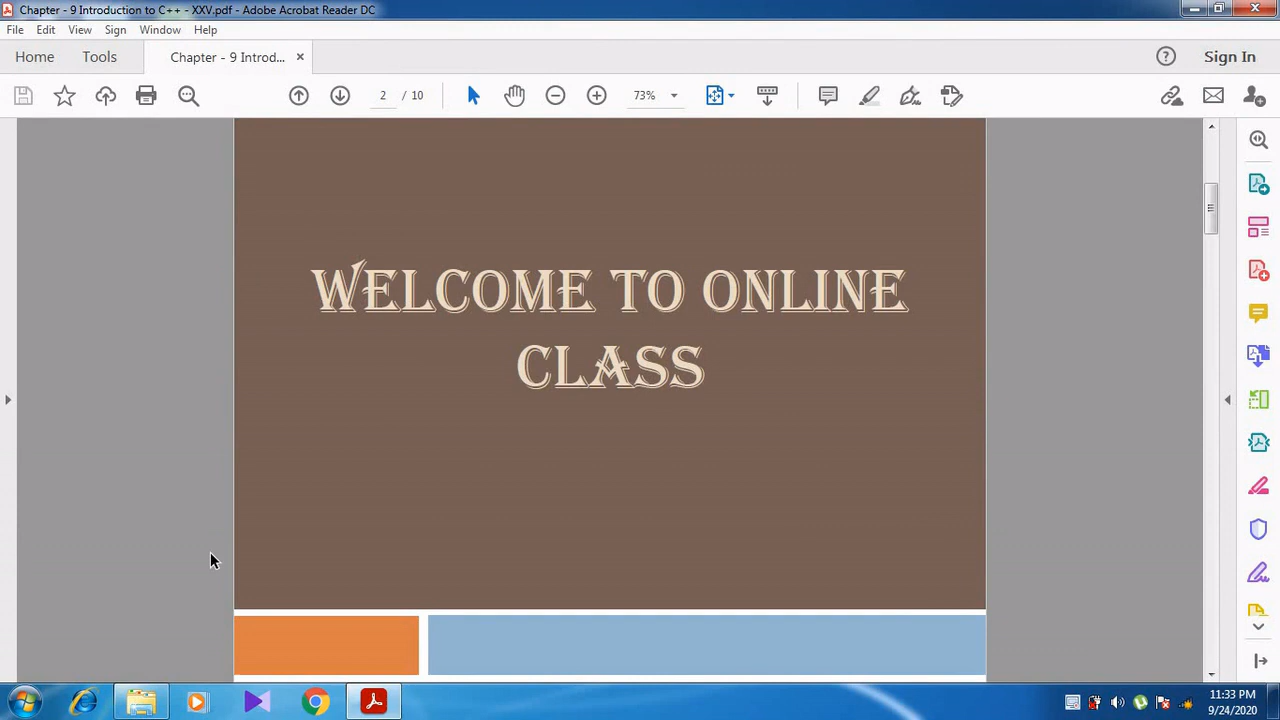 Chapter - 9 Introduction to C++ - XXV.pdf - Adobe Acrobat Reader DC
File Edit View Sign Window Help
Home Tools Chapter - 9 Introd... × Sign In
2 / 10 73%
WELCOME TO ONLINE
CLASS
11:33 PM
9/24/2020